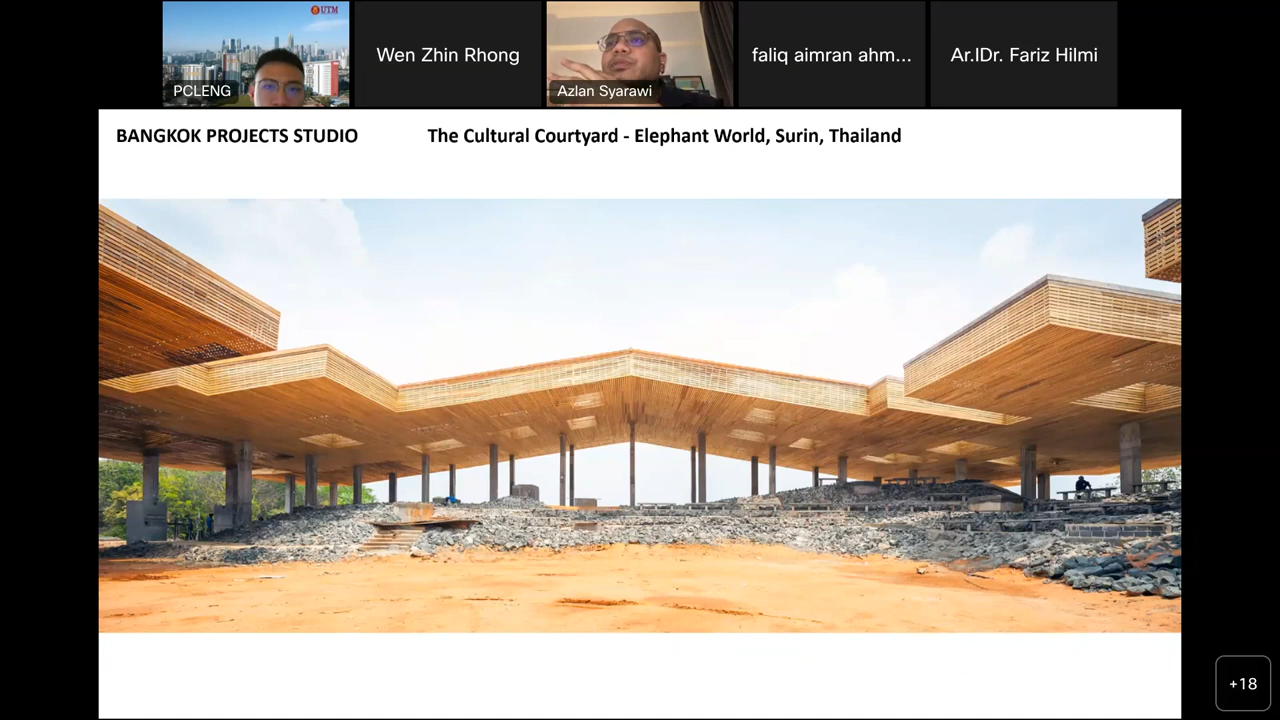 UTM
PCLENG
Wen Zhin Rhong
Azlan Syarawi
faliq aimran ahm...
Ar.IDr. Fariz Hilmi
BANGKOK PROJECTS STUDIO
The Cultural Courtyard - Elephant World, Surin, Thailand
+18